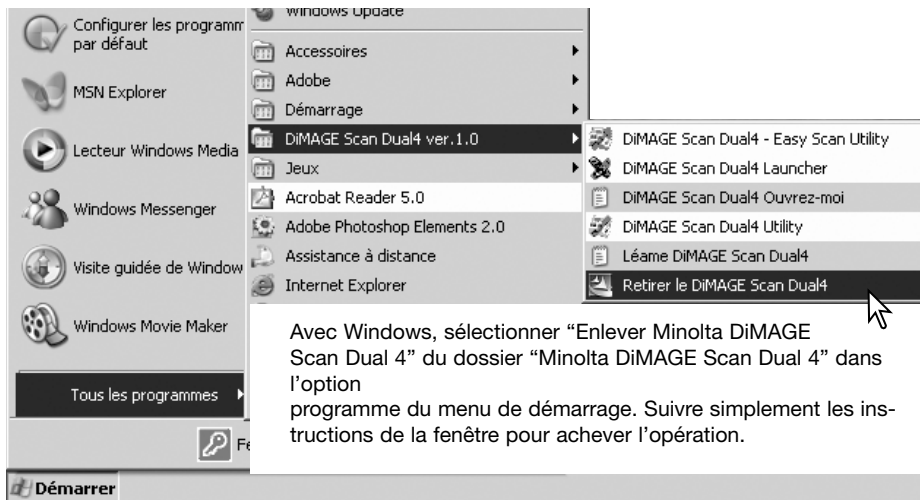 Configurer les programm
par défaut
MSN Explorer
Lecteur Windows Media
Windows Messenger
Visite guidée de Window
Windows Movie Maker
Tous les programmes
Démarrer
Windows Update
Accessoires
Adobe
Démarrage
DiMAGE Scan Dual4 ver.1.0
Jeux
Acrobat Reader 5.0
Adobe Photoshop Elements 2.0
Assistance à distance
Internet Explorer
DiMAGE Scan Dual4 - Easy Scan Utility
DiMAGE Scan Dual4 Launcher
DiMAGE Scan Dual4 Ouvrez-moi
DiMAGE Scan Dual4 Utility
Léame DiMAGE Scan Dual4
Retirer le DiMAGE Scan Dual4
Avec Windows, sélectionner “Enlever Minolta DiMAGE
Scan Dual 4” du dossier “Minolta DiMAGE Scan Dual 4” dans
l’option
programme du menu de démarrage. Suivre simplement les ins-
tructions de la fenêtre pour achever l’opération.